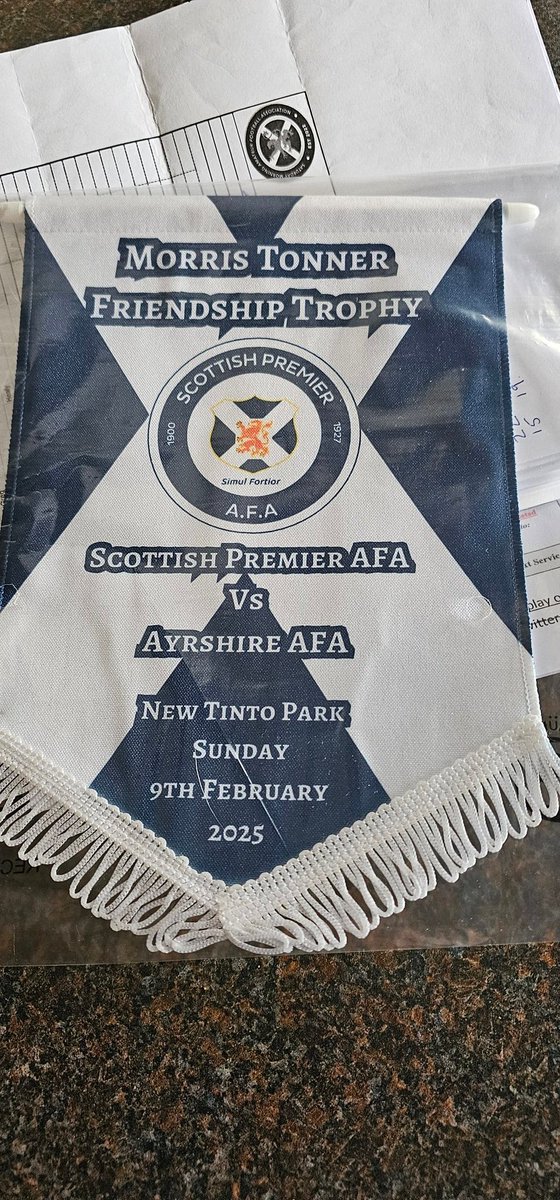 MORRIS TONNER
FRIENDSHIP TROPHY
SCOTTISH PREMIER
1900
1927
Simul Fortior
A.F.A
SCOTTISH PREMIER AFA
Vs
AYRSHIRE AFA
NEW TINTO PARK
SUNDAY
9TH FEBRUARY
2025